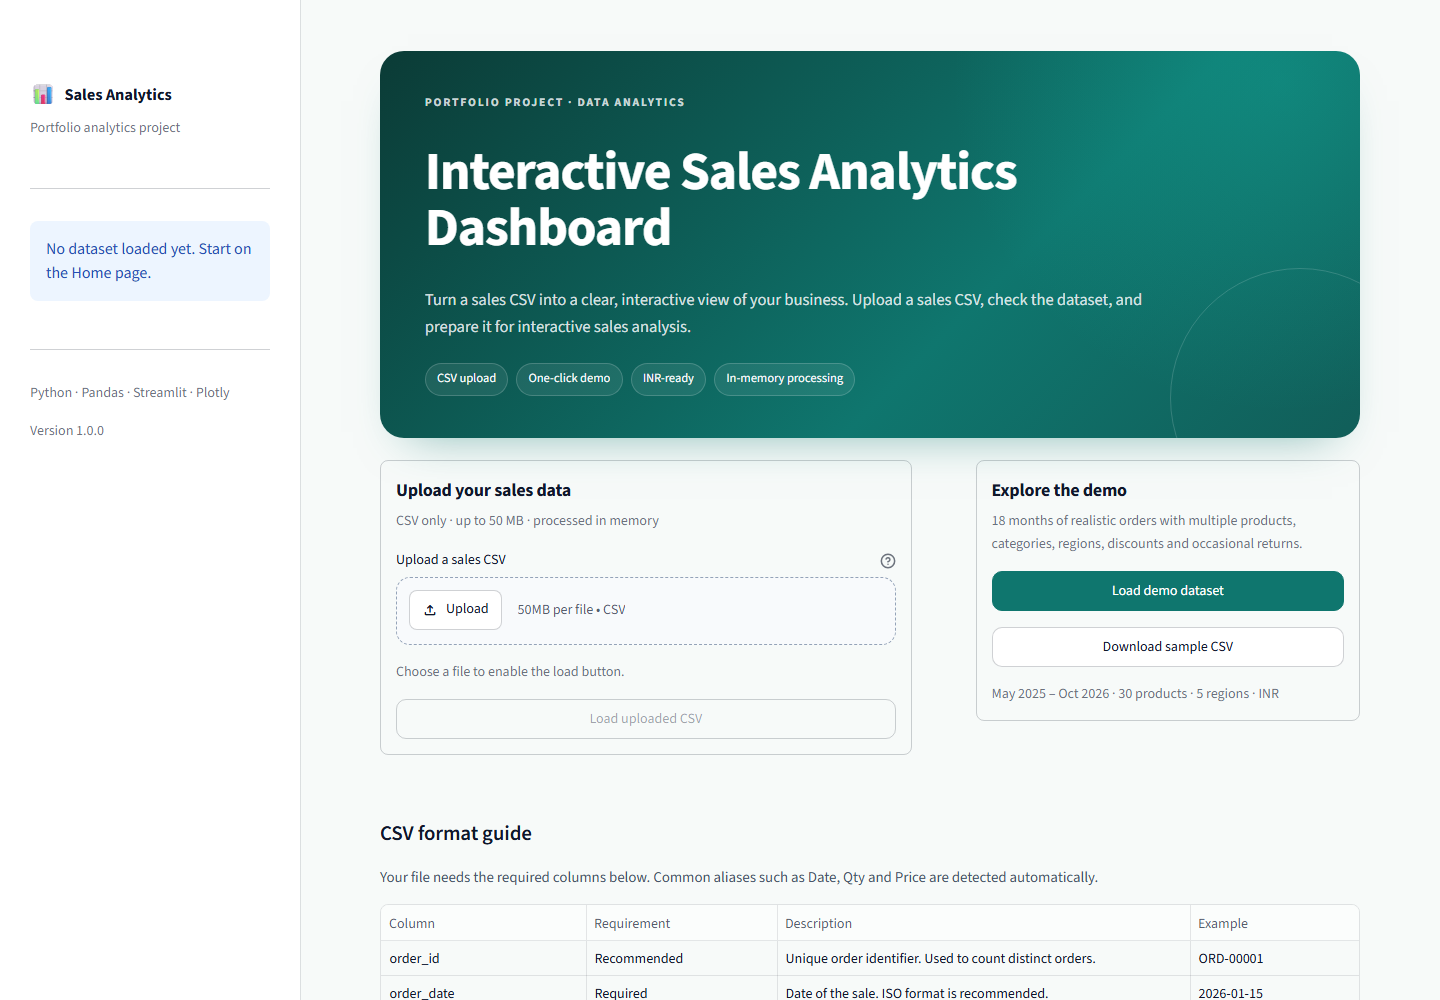 Sales Analytics
Portfolio analytics project
No dataset loaded yet. Start on
the Home page.
Python · Pandas · Streamlit · Plotly
Version 1.0.0
PORTFOLIO PROJECT · DATA ANALYTICS
Interactive Sales Analytics
Dashboard
Turn a sales CSV into a clear, interactive view of your business. Upload a sales CSV, check the dataset, and
prepare it for interactive sales analysis.
CSV upload
One-click demo
INR-ready
In-memory processing
Upload your sales data
CSV only · up to 50 MB · processed in memory
Upload a sales CSV
Upload
50MB per file • CSV
Choose a file to enable the load button.
Load uploaded CSV
Explore the demo
18 months of realistic orders with multiple products,
categories, regions, discounts and occasional returns.
Load demo dataset
Download sample CSV
May 2025 – Oct 2026 · 30 products · 5 regions · INR
CSV format guide
Your file needs the required columns below. Common aliases such as Date, Qty and Price are detected automatically.
Column Requirement Description Example
order_id Recommended Unique order identifier. Used to count distinct orders. ORD-00001
order_date Required Date of the sale. ISO format is recommended. 2026-01-15